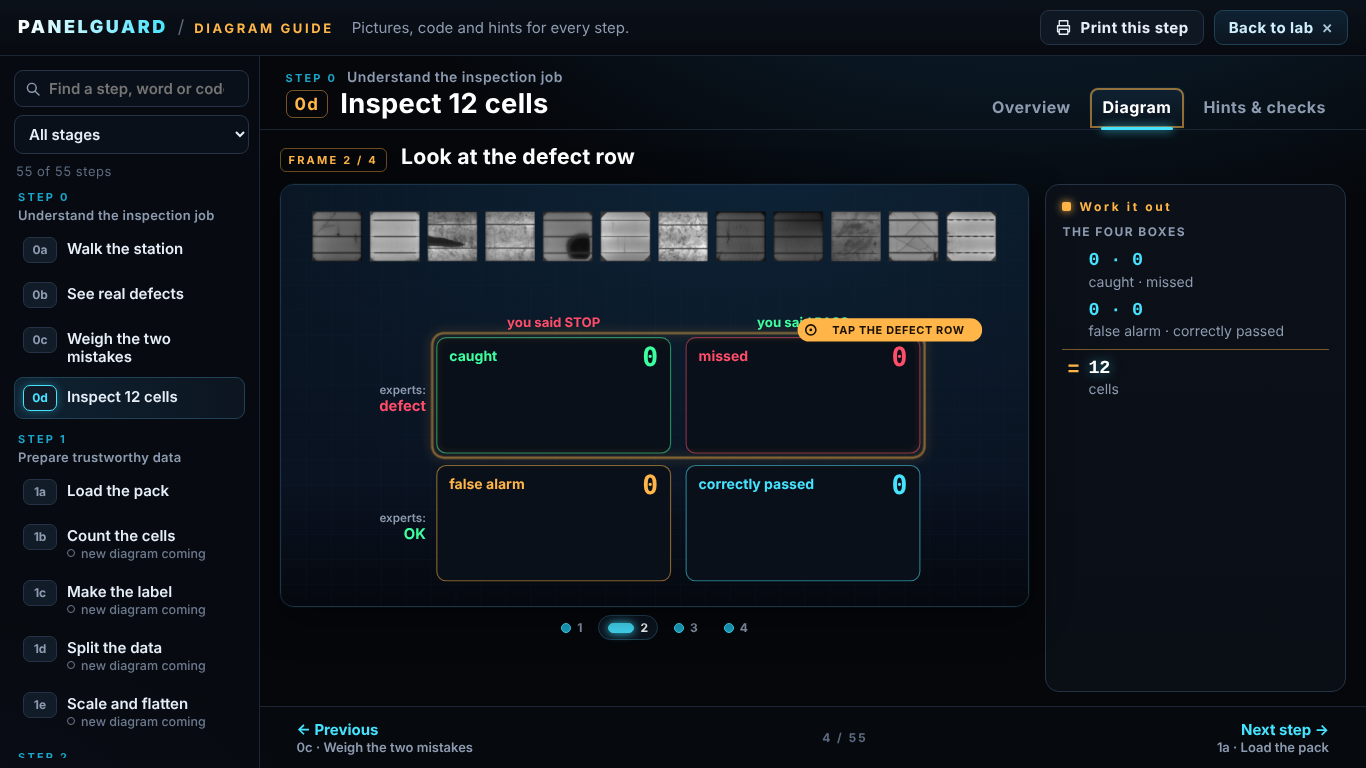 PANELGUARD / DIAGRAM GUIDE Pictures, code and hints for every step.
Print this step
Back to lab ×
Find a step, word or cod
All stages
55 of 55 steps
STEP 0
Understand the inspection job
0a Walk the station
0b See real defects
0c Weigh the two
mistakes
0d Inspect 12 cells
STEP 1
Prepare trustworthy data
1a Load the pack
1b Count the cells
new diagram coming
1c Make the label
new diagram coming
1d Split the data
new diagram coming
1e Scale and flatten
new diagram coming
STEP 2
STEP 0 Understand the inspection job
0d Inspect 12 cells
Overview
Diagram
Hints & checks
FRAME 2 / 4 Look at the defect row
you said STOP
you sai
TAP THE DEFECT ROW
experts:
defect
caught 0
missed 0
experts:
OK
false alarm 0
correctly passed 0
1
2
3
4
Work it out
THE FOUR BOXES
0 · 0
caught · missed
0 · 0
false alarm · correctly passed
= 12
cells
← Previous
0c · Weigh the two mistakes
4 / 55
Next step →
1a · Load the pack